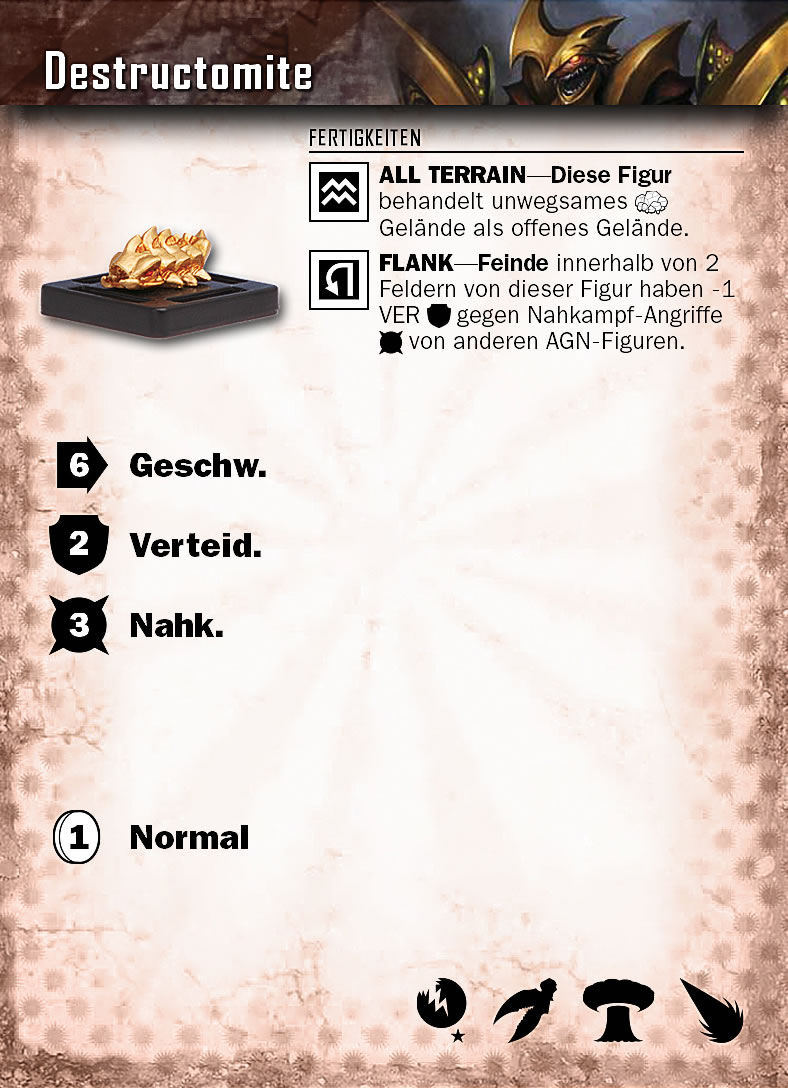 Destructomite
FERTIGKEITEN
ALL TERRAIN—Diese Figur
behandelt unwegsames
Gelände als offenes Gelände.
FLANK—Feinde innerhalb von 2
Feldern von dieser Figur haben -1
VER gegen Nahkampf-Angriffe
von anderen AGN-Figuren.
6 Geschw.
2 Verteid.
3 Nahk.
1 Normal